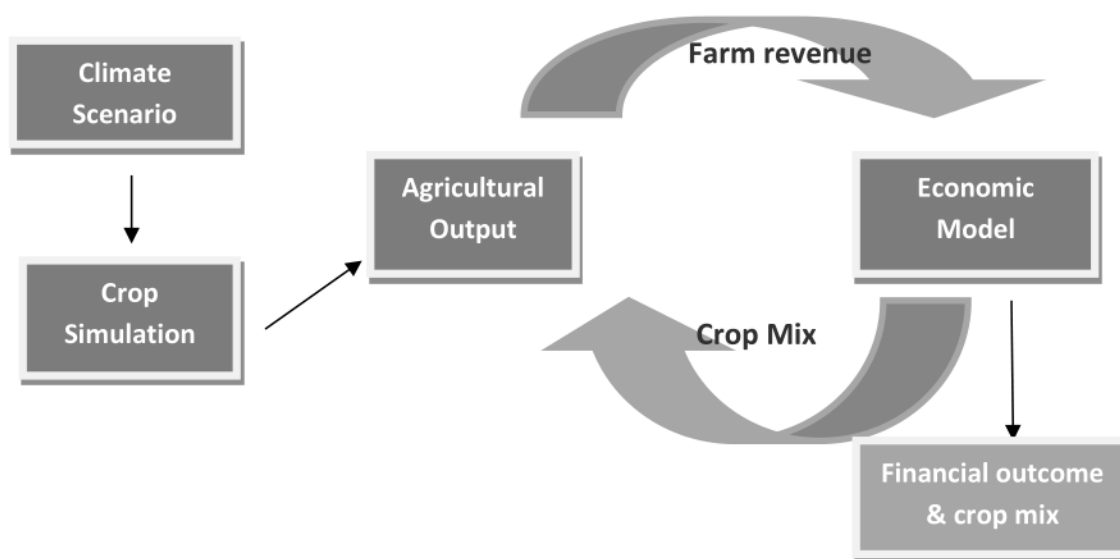 Climate
Scenario
Farm revenue
Agricultural
Output
Economic
Model
Crop
Simulation
Crop Mix
Financial outcome
& crop mix